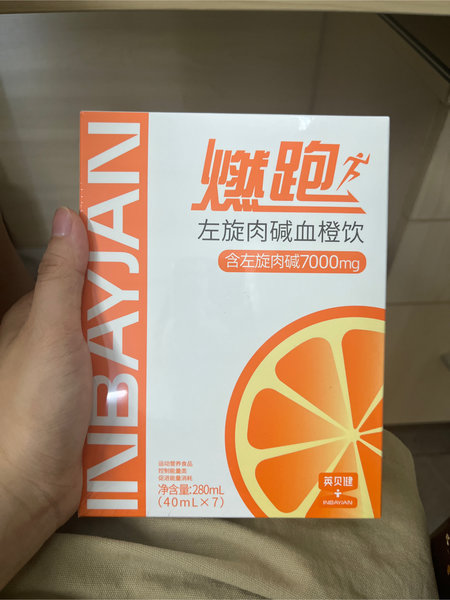 INBAYJAN
燃跑
左旋肉碱血橙饮
含左旋肉碱7000mg
运动营养食品
控制能量类
促进能量消耗
净含量:280mL
(40mL×7)
英贝健
INBAYJAN